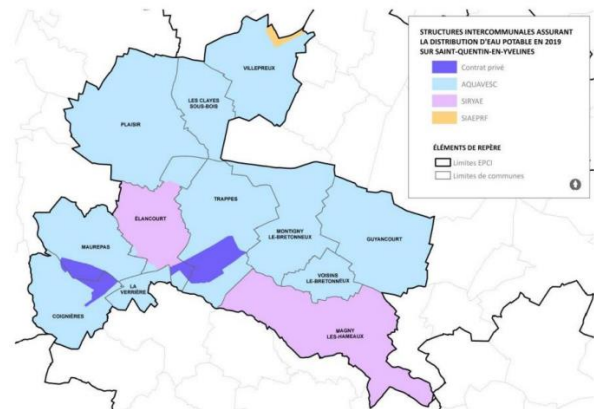 STRUCTURES INTERCOMMUNALES ASSURANT
LA DISTRIBUTION D'EAU POTABLE EN 2019
SUR SAINT-QUENTIN-EN-YVELINES
Contrat privé
AQUAVESC
SIRYAE
SIAEPRF
ÉLÉMENTS DE REPÈRE
Limites EPCI
Limites de communes
VILLEPREUX
LES CLAYES
SOUS-BOIS
PLAISIR
TRAPPES
ÉLANCOURT
MONTIGNY
LE-BRETONNEUX
GUYANCOURT
MAUREPAS
VOISINS
LE-BRETONNEUX
LA
VERRIÈRE
COIGNIÈRES
MAGNY
LES-HAMEAUX